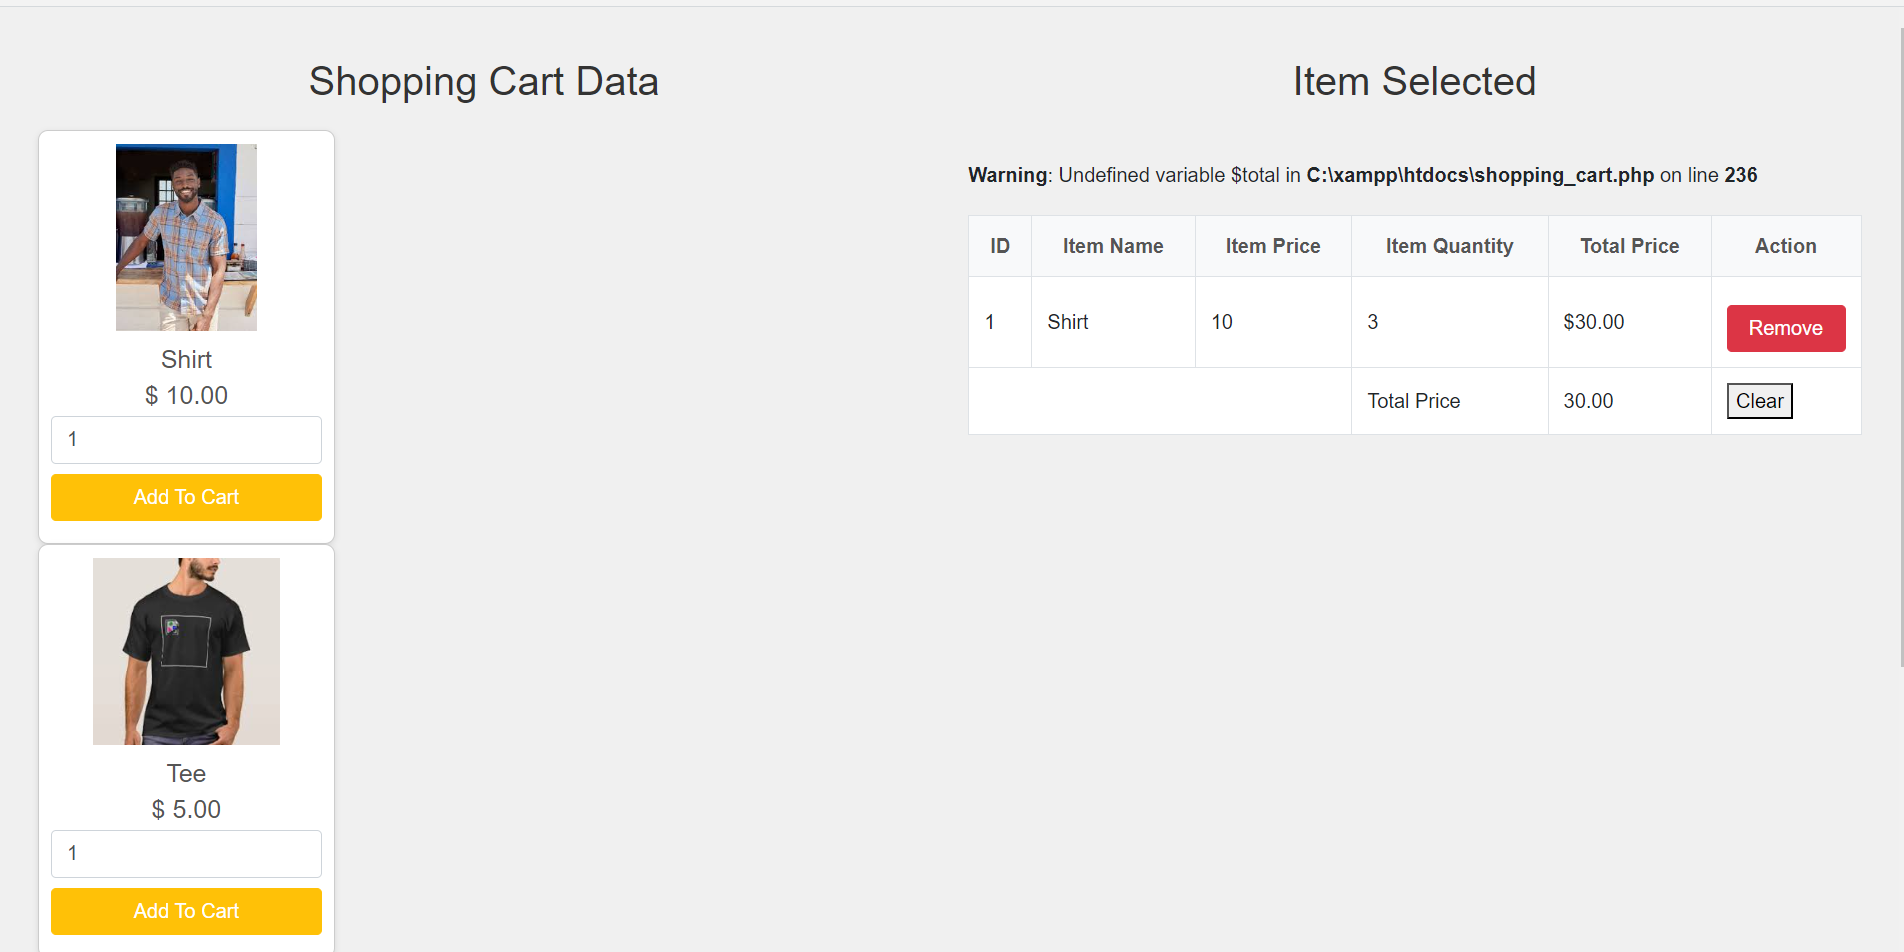 Shopping Cart Data
Shirt
$ 10.00
1
Add To Cart
Tee
$ 5.00
1
Add To Cart
Item Selected
Warning: Undefined variable $total in C:\xampp\htdocs\shopping_cart.php on line 236
ID Item Name Item Price Item Quantity Total Price Action
1 Shirt 10 3 $30.00 Remove
Total Price 30.00 Clear